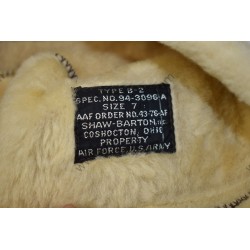 TYPE B-2
SPEC. NO. 94-3096-A
SIZE 7
AAF ORDER NO. 43-76-AF
SHAW-BARTON, INC.
COSHOCTON, OHIO
PROPERTY
AIR FORCE U.S. ARMY